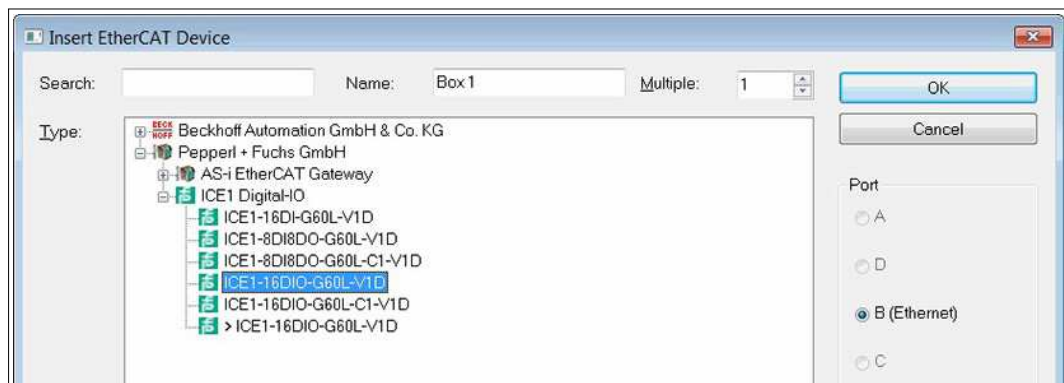 Insert EtherCAT Device
Search: Name: Box 1 Multiple: 1 OK
Type: BECKHOFF Beckhoff Automation GmbH & Co. KG Cancel
Pepperl + Fuchs GmbH
AS-i EtherCAT Gateway
ICE1 Digital-IO
ICE1-16DI-G60L-V1D
ICE1-8DI8DO-G60L-V1D
ICE1-8DI8DO-G60L-C1-V1D
ICE1-16DIO-G60L-V1D
ICE1-16DIO-G60L-C1-V1D
> ICE1-16DIO-G60L-V1D
Port
A
D
B (Ethernet)
C